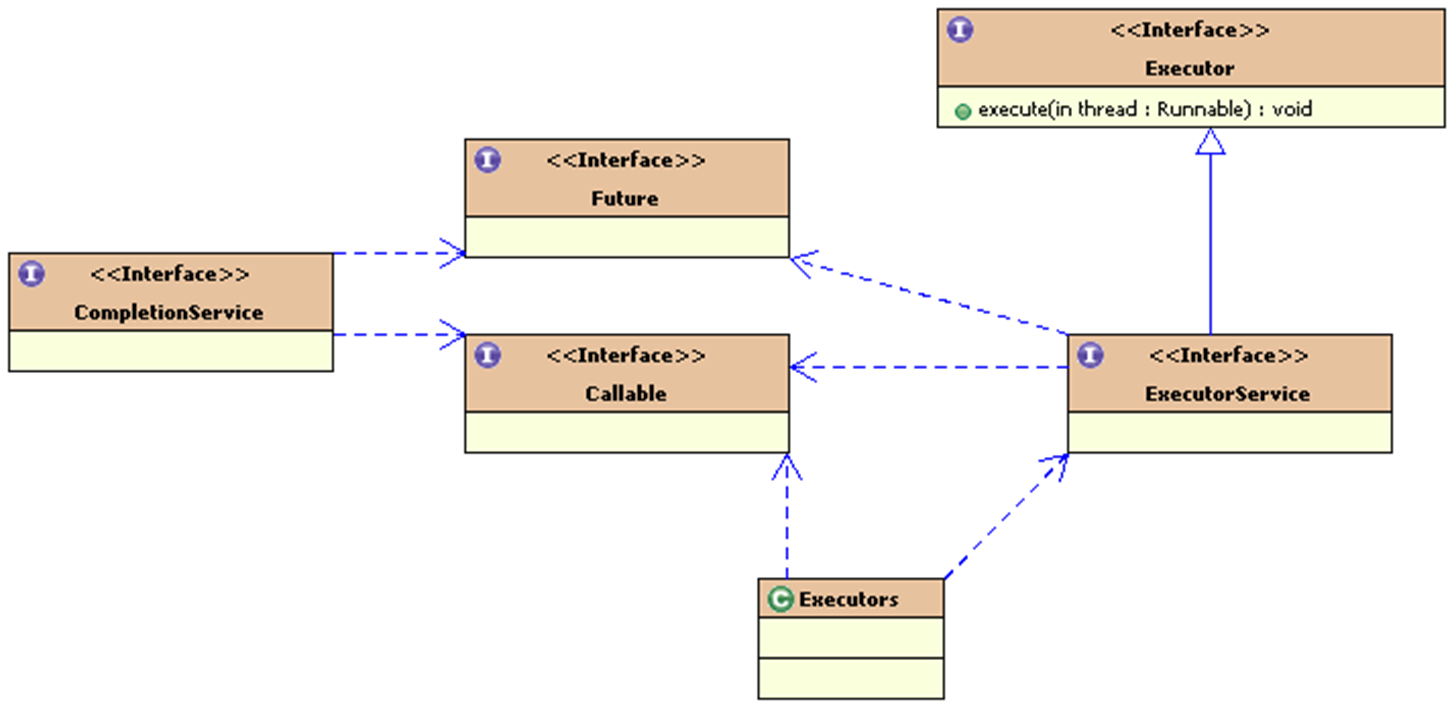 I <<Interface>>
Executor
execute(in thread : Runnable) : void
I <<Interface>>
Future
I <<Interface>>
CompletionService
I <<Interface>>
Callable
I <<Interface>>
ExecutorService
C Executors